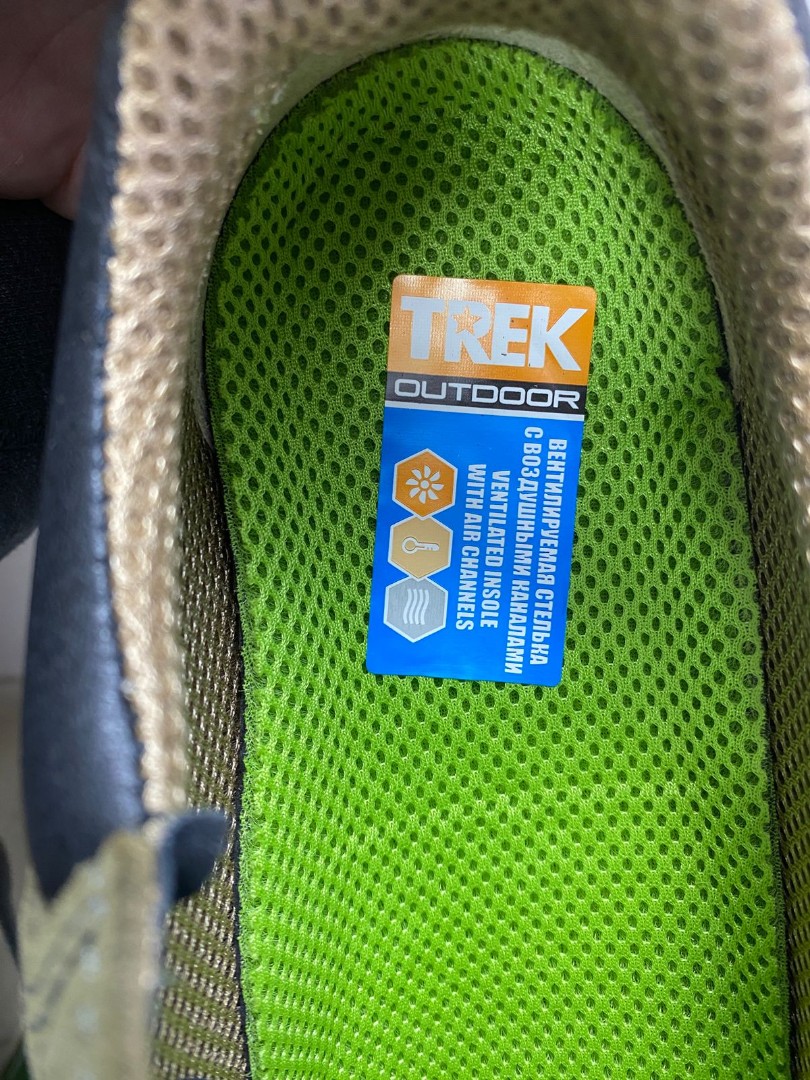 TREK
OUTDOOR
ВЕНТИЛИРУЕМАЯ СТЕЛЬКА
С ВОЗДУШНЫМИ КАНАЛАМИ
VENTILATED INSOLE
WITH AIR CHANNELS